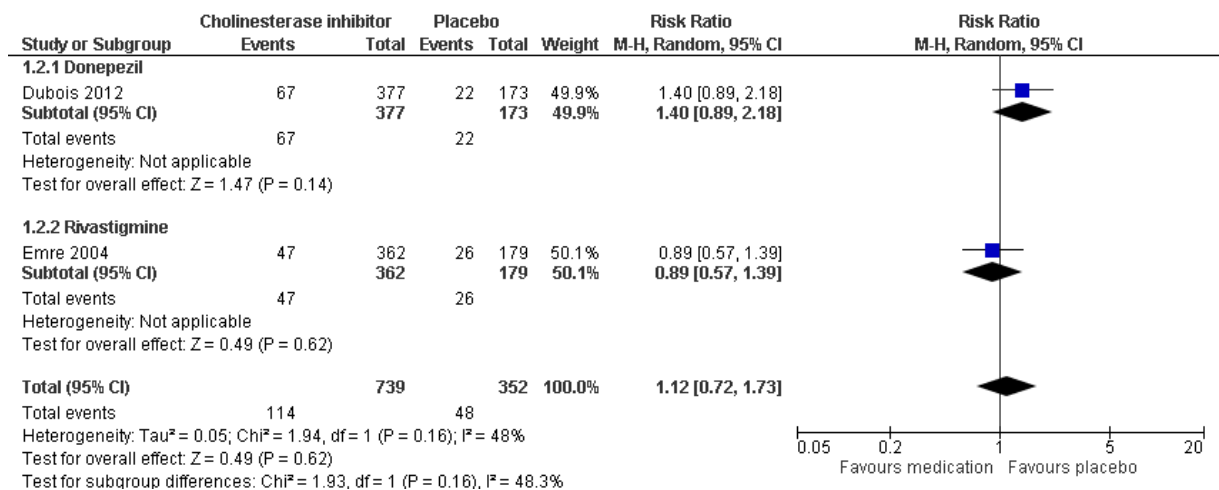 Cholinesterase inhibitor Placebo Risk Ratio Risk Ratio
Study or Subgroup Events Total Events Total Weight M-H, Random, 95% CI M-H, Random, 95% CI
1.2.1 Donepezil
Dubois 2012 67 377 22 173 49.9% 1.40 [0.89, 2.18]
Subtotal (95% CI) 377 173 49.9% 1.40 [0.89, 2.18]
Total events 67 22
Heterogeneity: Not applicable
Test for overall effect: Z = 1.47 (P = 0.14)
1.2.2 Rivastigmine
Emre 2004 47 362 26 179 50.1% 0.89 [0.57, 1.39]
Subtotal (95% CI) 362 179 50.1% 0.89 [0.57, 1.39]
Total events 47 26
Heterogeneity: Not applicable
Test for overall effect: Z = 0.49 (P = 0.62)
Total (95% CI) 739 352 100.0% 1.12 [0.72, 1.73]
Total events 114 48
Heterogeneity: Tau² = 0.05; Chi² = 1.94, df = 1 (P = 0.16); I² = 48%
Test for overall effect: Z = 0.49 (P = 0.62)
Test for subgroup differences: Chi² = 1.93, df = 1 (P = 0.16), I² = 48.3%
0.05 0.2 1 5 20
Favours medication Favours placebo